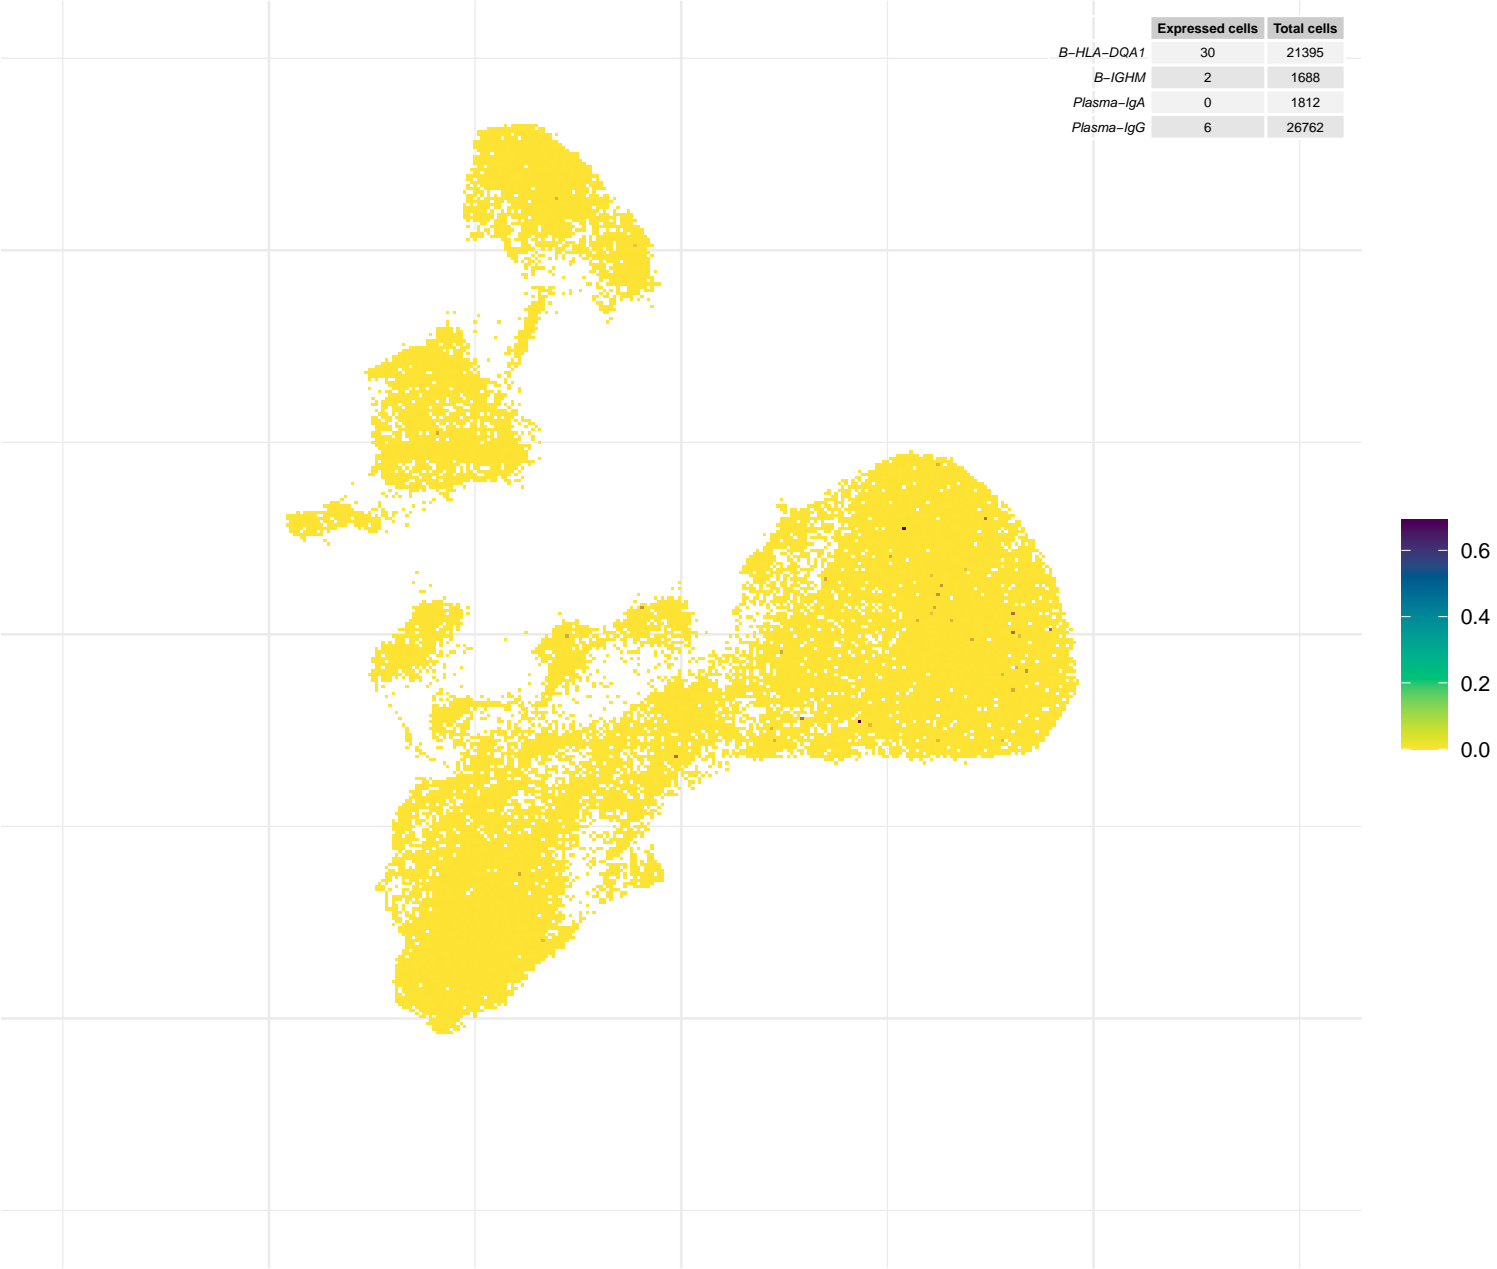 Expressed cells Total cells
B−HLA−DQA1 30 21395
B−IGHM 2 1688
Plasma−IgA 0 1812
Plasma−IgG 6 26762
0.6
0.4
0.2
0.0